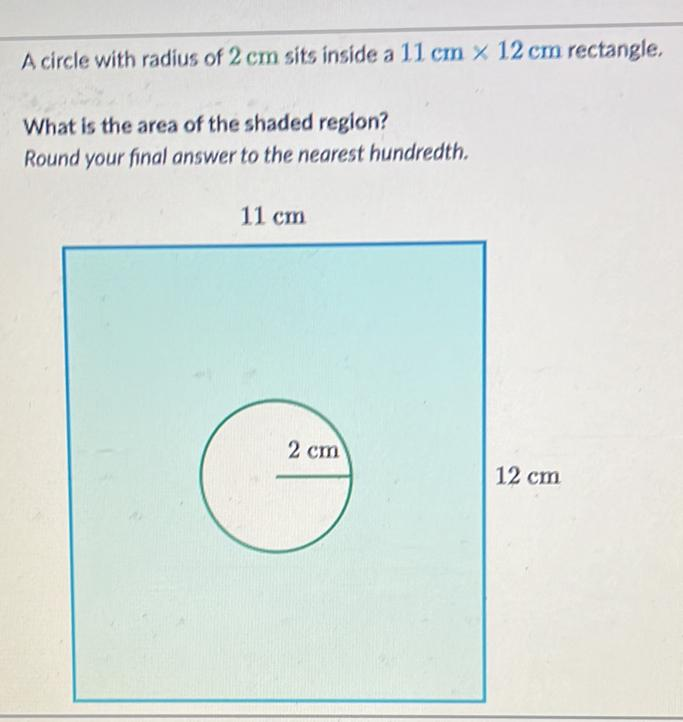 A circle with radius of 2 cm sits inside a 11 cm × 12 cm rectangle.
What is the area of the shaded region?
Round your final answer to the nearest hundredth.
11 cm
2 cm
12 cm